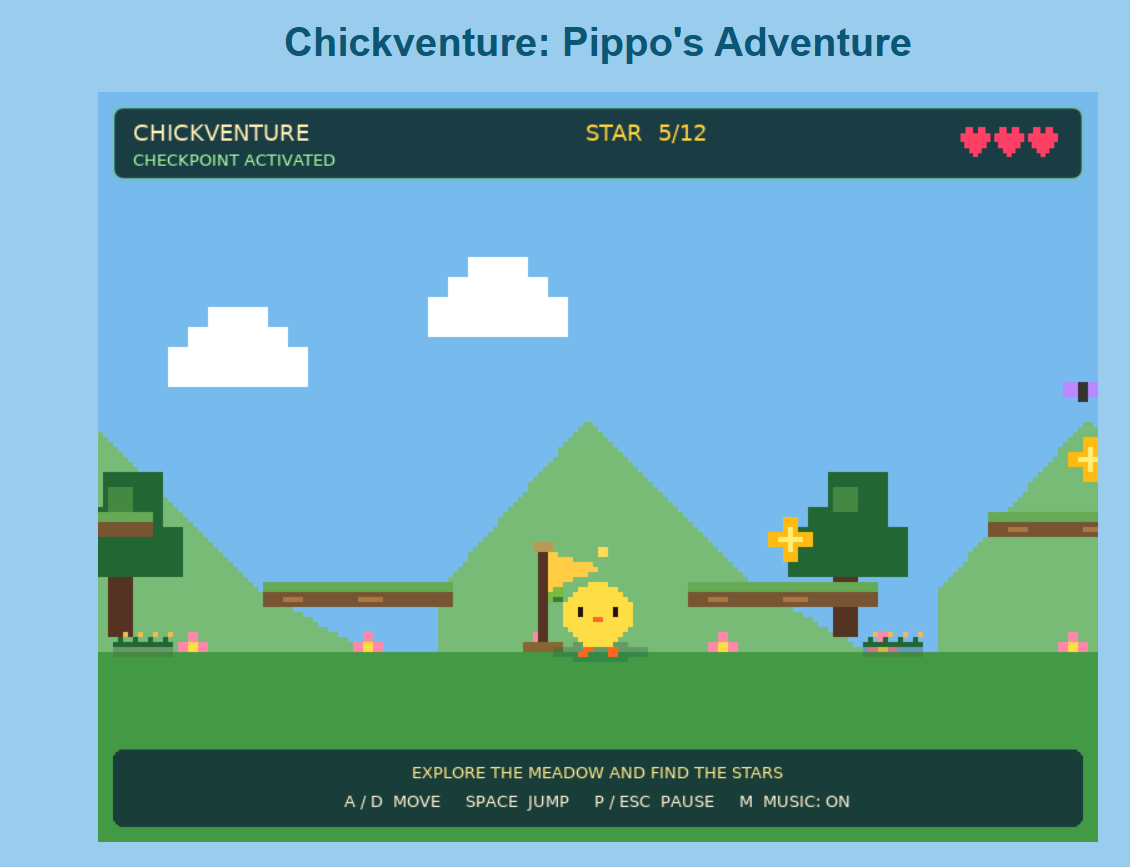 Chickventure: Pippo's Adventure
CHICKVENTURE
STAR 5/12
CHECKPOINT ACTIVATED
EXPLORE THE MEADOW AND FIND THE STARS
A / D MOVE SPACE JUMP P / ESC PAUSE M MUSIC: ON